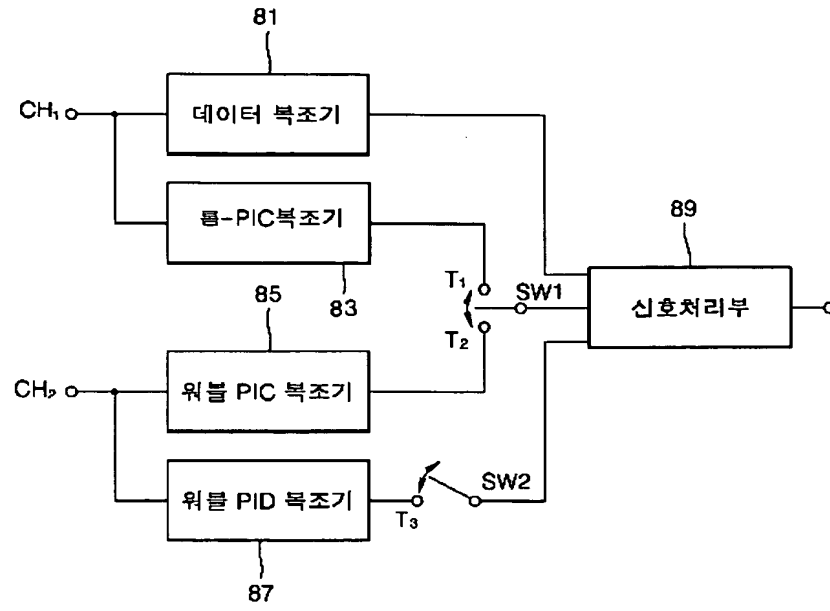 81
CH₁
데이터 복조기
롬-PIC복조기
83
89
T₁
SW1
T₂
신호처리부
85
CH₂
워블 PIC 복조기
워블 PID 복조기
T₃
SW2
87